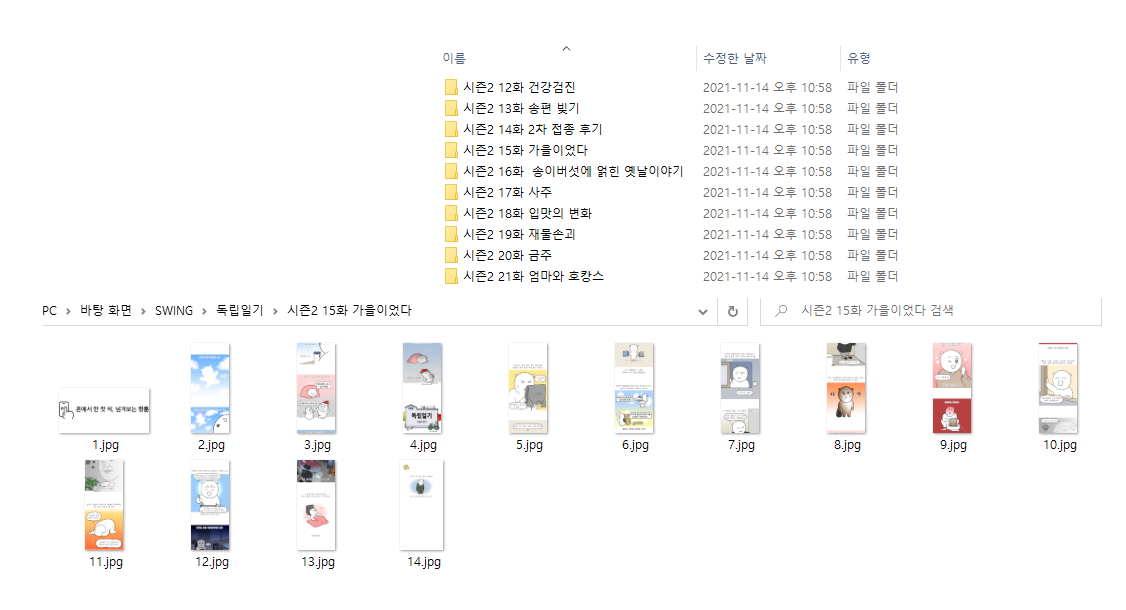 이름 수정한 날짜 유형
시즌2 12화 건강검진 2021-11-14 오후 10:58 파일 폴더
시즌2 13화 송편 빚기 2021-11-14 오후 10:58 파일 폴더
시즌2 14화 2차 접종 후기 2021-11-14 오후 10:58 파일 폴더
시즌2 15화 가을이었다 2021-11-14 오후 10:58 파일 폴더
시즌2 16화  송이버섯에 얽힌 옛날이야기 2021-11-14 오후 10:58 파일 폴더
시즌2 17화 사주 2021-11-14 오후 10:58 파일 폴더
시즌2 18화 입맛의 변화 2021-11-14 오후 10:58 파일 폴더
시즌2 19화 재물손괴 2021-11-14 오후 10:58 파일 폴더
시즌2 20화 금주 2021-11-14 오후 10:58 파일 폴더
시즌2 21화 엄마와 호캉스 2021-11-14 오후 10:58 파일 폴더
PC > 바탕 화면 > SWING > 독립일기 > 시즌2 15화 가을이었다 시즌2 15화 가을이었다 검색
손에서 한 컷 씩, 넘겨보는 컷툰
독립일기
1.jpg 2.jpg 3.jpg 4.jpg 5.jpg 6.jpg 7.jpg 8.jpg 9.jpg 10.jpg
11.jpg 12.jpg 13.jpg 14.jpg